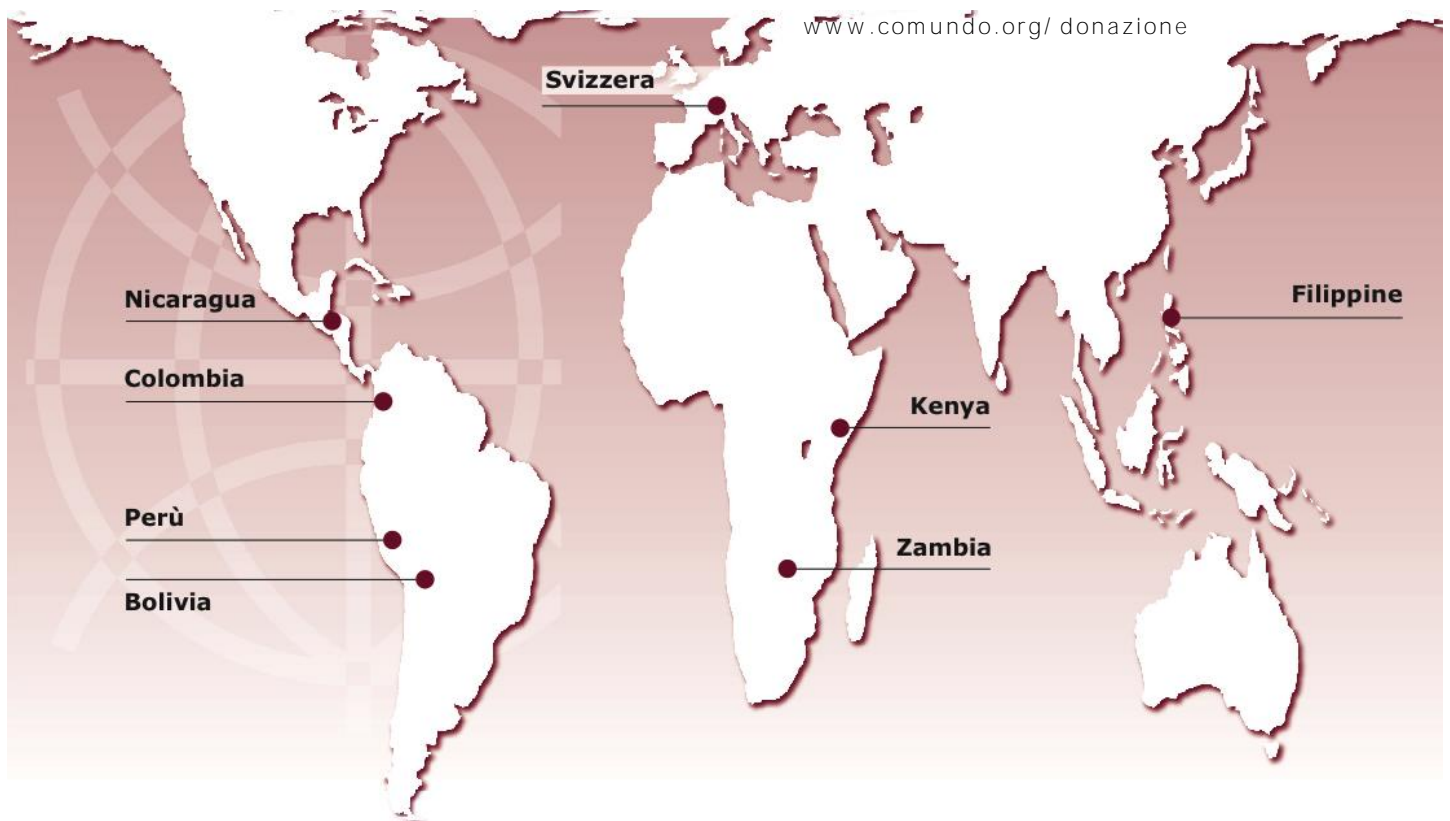 www.comundo.org/donazione
Svizzera
Nicaragua
Filippine
Colombia
Kenya
Perù
Zambia
Bolivia